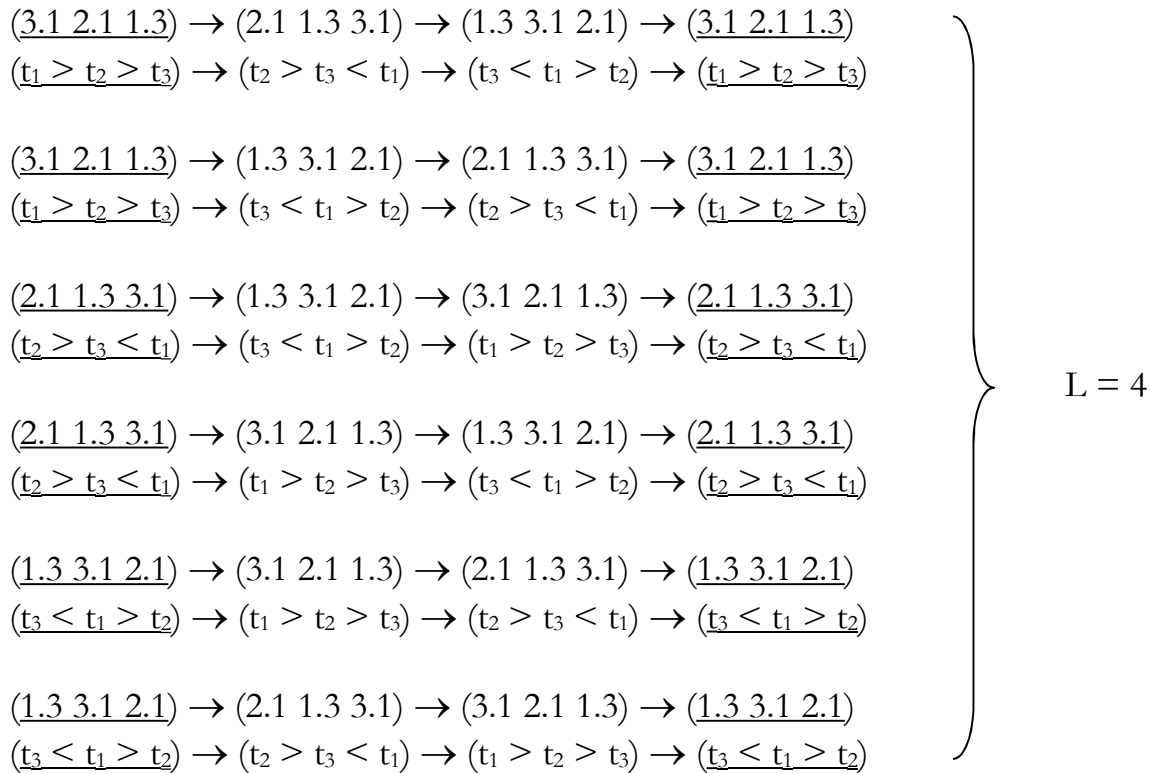 (3.1 2.1 1.3) → (2.1 1.3 3.1) → (1.3 3.1 2.1) → (3.1 2.1 1.3)
(t₁ > t₂ > t₃) → (t₂ > t₃ < t₁) → (t₃ < t₁ > t₂) → (t₁ > t₂ > t₃)
(3.1 2.1 1.3) → (1.3 3.1 2.1) → (2.1 1.3 3.1) → (3.1 2.1 1.3)
(t₁ > t₂ > t₃) → (t₃ < t₁ > t₂) → (t₂ > t₃ < t₁) → (t₁ > t₂ > t₃)
(2.1 1.3 3.1) → (1.3 3.1 2.1) → (3.1 2.1 1.3) → (2.1 1.3 3.1)
(t₂ > t₃ < t₁) → (t₃ < t₁ > t₂) → (t₁ > t₂ > t₃) → (t₂ > t₃ < t₁)
L = 4
(2.1 1.3 3.1) → (3.1 2.1 1.3) → (1.3 3.1 2.1) → (2.1 1.3 3.1)
(t₂ > t₃ < t₁) → (t₁ > t₂ > t₃) → (t₃ < t₁ > t₂) → (t₂ > t₃ < t₁)
(1.3 3.1 2.1) → (3.1 2.1 1.3) → (2.1 1.3 3.1) → (1.3 3.1 2.1)
(t₃ < t₁ > t₂) → (t₁ > t₂ > t₃) → (t₂ > t₃ < t₁) → (t₃ < t₁ > t₂)
(1.3 3.1 2.1) → (2.1 1.3 3.1) → (3.1 2.1 1.3) → (1.3 3.1 2.1)
(t₃ < t₁ > t₂) → (t₂ > t₃ < t₁) → (t₁ > t₂ > t₃) → (t₃ < t₁ > t₂)